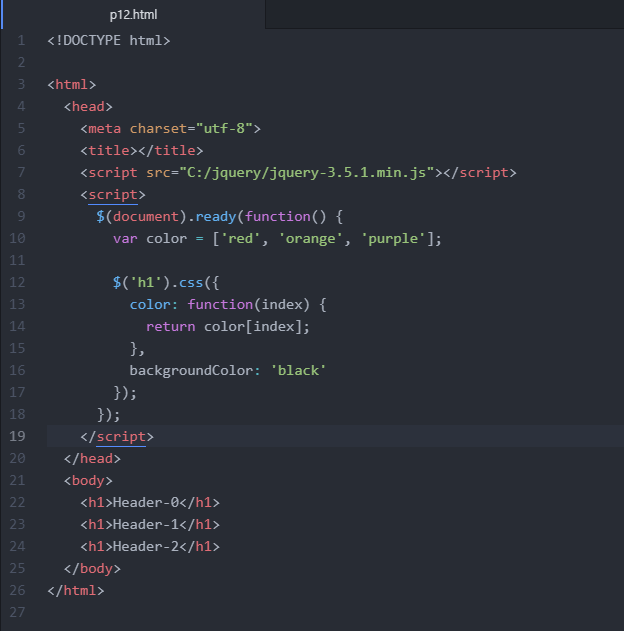 p12.html
1 <!DOCTYPE html>
2
3 <html>
4   <head>
5     <meta charset="utf-8">
6     <title></title>
7     <script src="C:/jquery/jquery-3.5.1.min.js"></script>
8     <script>
9       $(document).ready(function() {
10         var color = ['red', 'orange', 'purple'];
11
12         $('h1').css({
13           color: function(index) {
14             return color[index];
15           },
16           backgroundColor: 'black'
17         });
18       });
19     </script>
20   </head>
21   <body>
22     <h1>Header-0</h1>
23     <h1>Header-1</h1>
24     <h1>Header-2</h1>
25   </body>
26 </html>
27